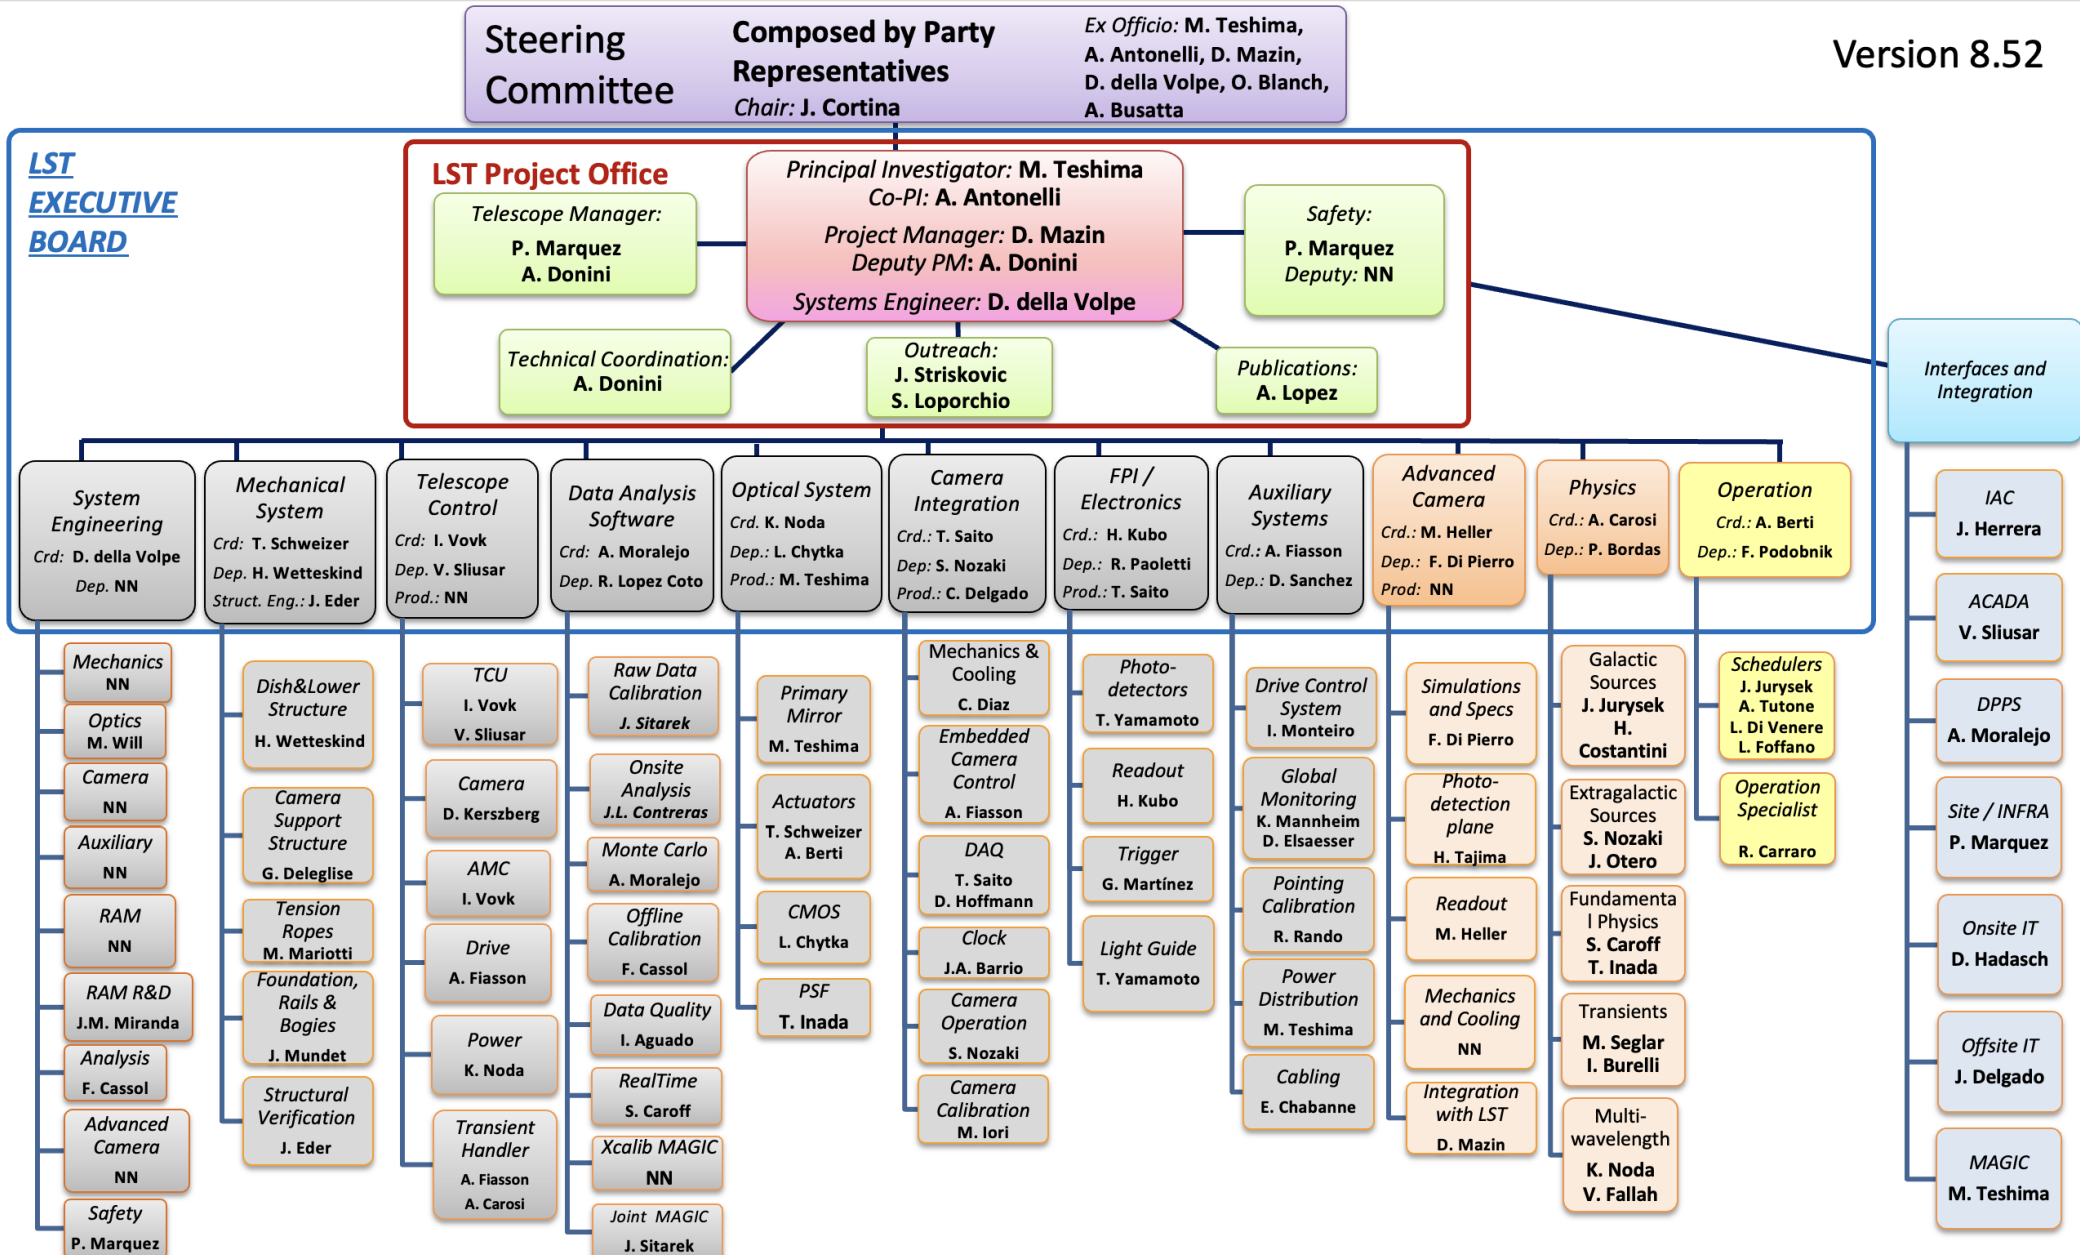 Steering
Committee
Composed by Party
Representatives
Chair: J. Cortina
Ex Officio: M. Teshima,
A. Antonelli, D. Mazin,
D. della Volpe, O. Blanch,
A. Busatta
Version 8.52
LST
EXECUTIVE
BOARD
LST Project Office
Principal Investigator: M. Teshima
Co-PI: A. Antonelli
Project Manager: D. Mazin
Deputy PM: A. Donini
Systems Engineer: D. della Volpe
Telescope Manager:
P. Marquez
A. Donini
Safety:
P. Marquez
Deputy: NN
Technical Coordination:
A. Donini
Outreach:
J. Striskovic
S. Loporchio
Publications:
A. Lopez
Interfaces and
Integration
System
Engineering
Crd: D. della Volpe
Dep. NN
Mechanics
NN
Optics
M. Will
Camera
NN
Auxiliary
NN
RAM
NN
RAM R&D
J.M. Miranda
Analysis
F. Cassol
Advanced
Camera
NN
Safety
P. Marquez
Mechanical
System
Crd: T. Schweizer
Dep. H. Wetteskind
Struct. Eng.: J. Eder
Dish&Lower
Structure
H. Wetteskind
Camera
Support
Structure
G. Deleglise
Tension
Ropes
M. Mariotti
Foundation,
Rails &
Bogies
J. Mundet
Structural
Verification
J. Eder
Telescope
Control
Crd: I. Vovk
Dep. V. Sliusar
Prod.: NN
TCU
I. Vovk
V. Sliusar
Camera
D. Kerszberg
AMC
I. Vovk
Drive
A. Fiasson
Power
K. Noda
Transient
Handler
A. Fiasson
A. Carosi
Data Analysis
Software
Crd: A. Moralejo
Dep. R. Lopez Coto
Raw Data
Calibration
J. Sitarek
Onsite
Analysis
J.L. Contreras
Monte Carlo
A. Moralejo
Offline
Calibration
F. Cassol
Data Quality
I. Aguado
RealTime
S. Caroff
Xcalib MAGIC
NN
Joint MAGIC
J. Sitarek
Optical System
Crd. K. Noda
Dep.: L. Chytka
Prod.: M. Teshima
Primary
Mirror
M. Teshima
Actuators
T. Schweizer
A. Berti
CMOS
L. Chytka
PSF
T. Inada
Camera
Integration
Crd.: T. Saito
Dep: S. Nozaki
Prod.: C. Delgado
Mechanics &
Cooling
C. Diaz
Embedded
Camera
Control
A. Fiasson
DAQ
T. Saito
D. Hoffmann
Clock
J.A. Barrio
Camera
Operation
S. Nozaki
Camera
Calibration
M. Iori
FPI /
Electronics
Crd.: H. Kubo
Dep.: R. Paoletti
Prod.: T. Saito
Photo-
detectors
T. Yamamoto
Readout
H. Kubo
Trigger
G. Martínez
Light Guide
T. Yamamoto
Auxiliary
Systems
Crd.: A. Fiasson
Dep.: D. Sanchez
Drive Control
System
I. Monteiro
Global
Monitoring
K. Mannheim
D. Elsaesser
Pointing
Calibration
R. Rando
Power
Distribution
M. Teshima
Cabling
E. Chabanne
Advanced
Camera
Crd.: M. Heller
Dep.: F. Di Pierro
Prod: NN
Simulations
and Specs
F. Di Pierro
Photo-
detection
plane
H. Tajima
Readout
M. Heller
Mechanics
and Cooling
NN
Integration
with LST
D. Mazin
Physics
Crd.: A. Carosi
Dep.: P. Bordas
Galactic
Sources
J. Jurysek
H.
Costantini
Extragalactic
Sources
S. Nozaki
J. Otero
Fundamenta
l Physics
S. Caroff
T. Inada
Transients
M. Seglar
I. Burelli
Multi-
wavelength
K. Noda
V. Fallah
Operation
Crd.: A. Berti
Dep.: F. Podobnik
Schedulers
J. Jurysek
A. Tutone
L. Di Venere
L. Foffano
Operation
Specialist
R. Carraro
IAC
J. Herrera
ACADA
V. Sliusar
DPPS
A. Moralejo
Site / INFRA
P. Marquez
Onsite IT
D. Hadasch
Offsite IT
J. Delgado
MAGIC
M. Teshima